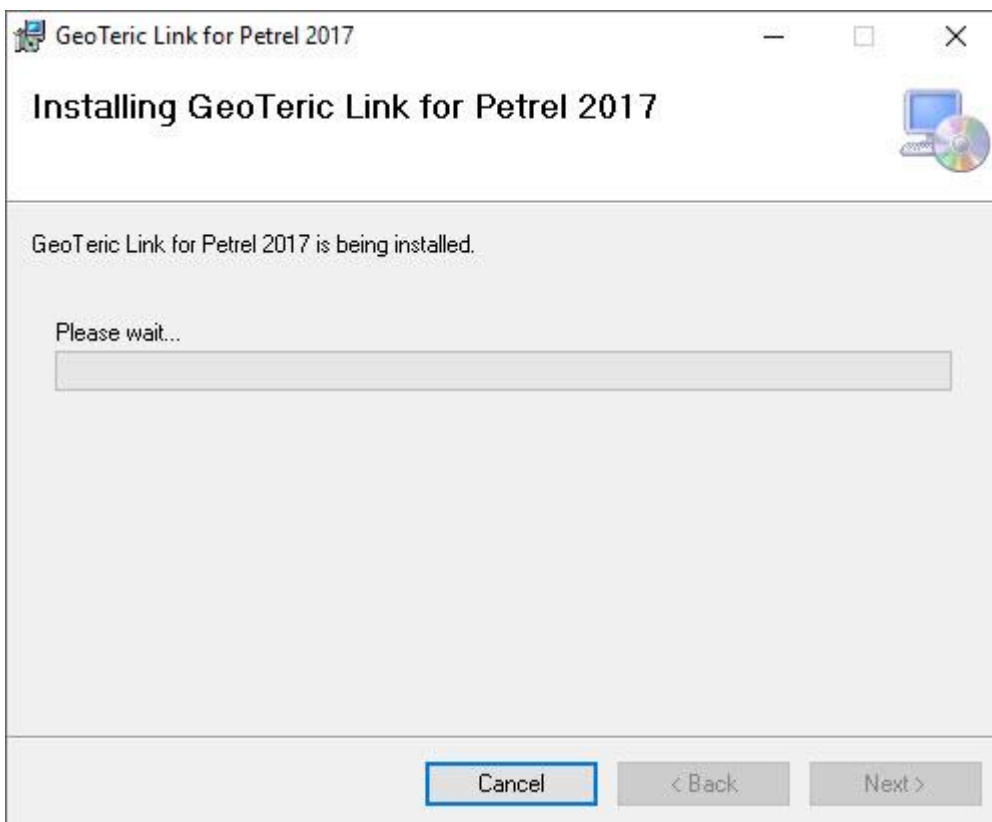 GeoTeric Link for Petrel 2017
Installing GeoTeric Link for Petrel 2017
GeoTeric Link for Petrel 2017 is being installed.
Please wait...
Cancel
< Back
Next >